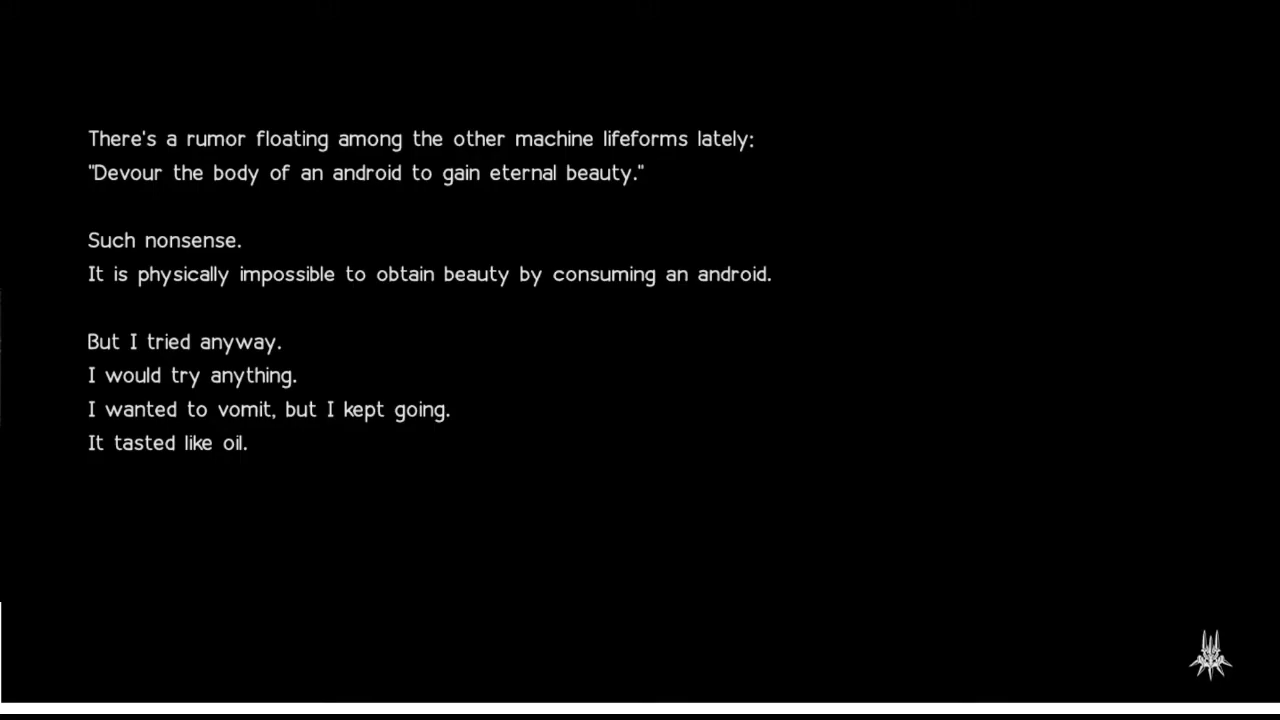 There's a rumor floating among the other machine lifeforms lately:
"Devour the body of an android to gain eternal beauty."
Such nonsense.
It is physically impossible to obtain beauty by consuming an android.
But I tried anyway.
I would try anything.
I wanted to vomit, but I kept going.
It tasted like oil.